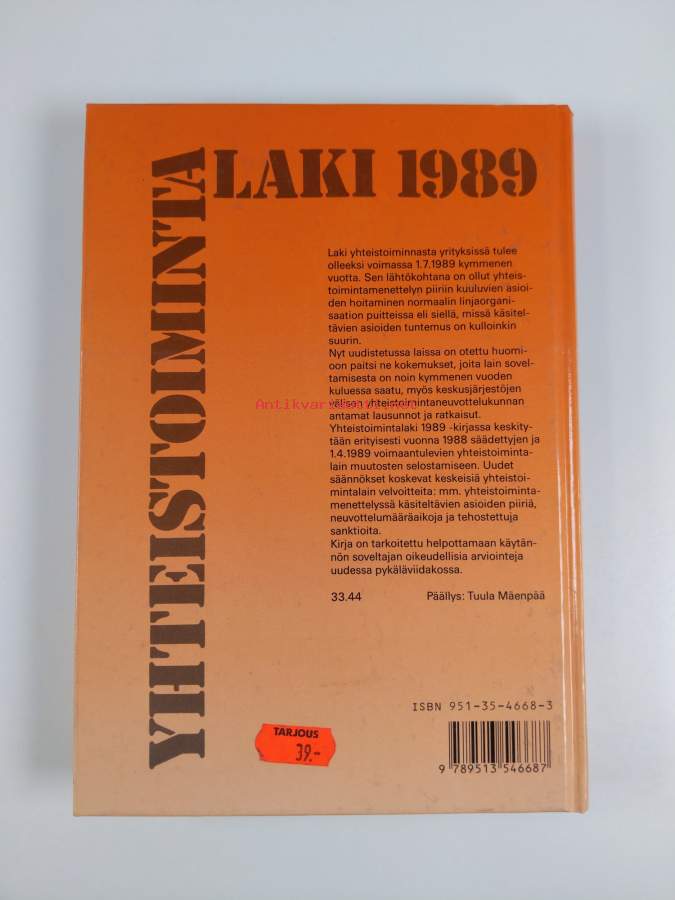 YHTEISTOIMINTA
LAKI 1989
Laki yhteistoiminnasta yrityksissä tulee
olleeksi voimassa 1.7.1989 kymmenen
vuotta. Sen lähtökohtana on ollut yhteis-
toimintamenettelyn piiriin kuuluvien asioi-
den hoitaminen normaalin linjaorgani-
saation puitteissa eli siellä, missä käsitel-
tävien asioiden tuntemus on kulloinkin
suurin.
Nyt uudistetussa laissa on otettu huomi-
oon paitsi ne kokemukset, joita lain sovel-
tamisesta on noin kymmenen vuoden
kuluessa saatu, myös keskusjärjestöjen
välisen yhteistoimintaneuvottelukunnan
antamat lausunnot ja ratkaisut.
Yhteistoimintalaki 1989 -kirjassa keskity-
tään erityisesti vuonna 1988 säädettyjen ja
1.4.1989 voimaantulevien yhteistoiminta-
lain muutosten selostamiseen. Uudet
säännökset koskevat keskeisiä yhteistoi-
mintalain velvoitteita: mm. yhteistoiminta-
menettelyssä käsiteltävien asioiden piiriä,
neuvottelumääräaikoja ja tehostettuja
sanktioita.
Kirja on tarkoitettu helpottamaan käytän-
nön soveltajan oikeudellisia arviointeja
uudessa pykäläviidakossa.
33.44 Päällys: Tuula Mäenpää
ISBN 951-35-4668-3
TARJOUS
39.-
9 789513 546687